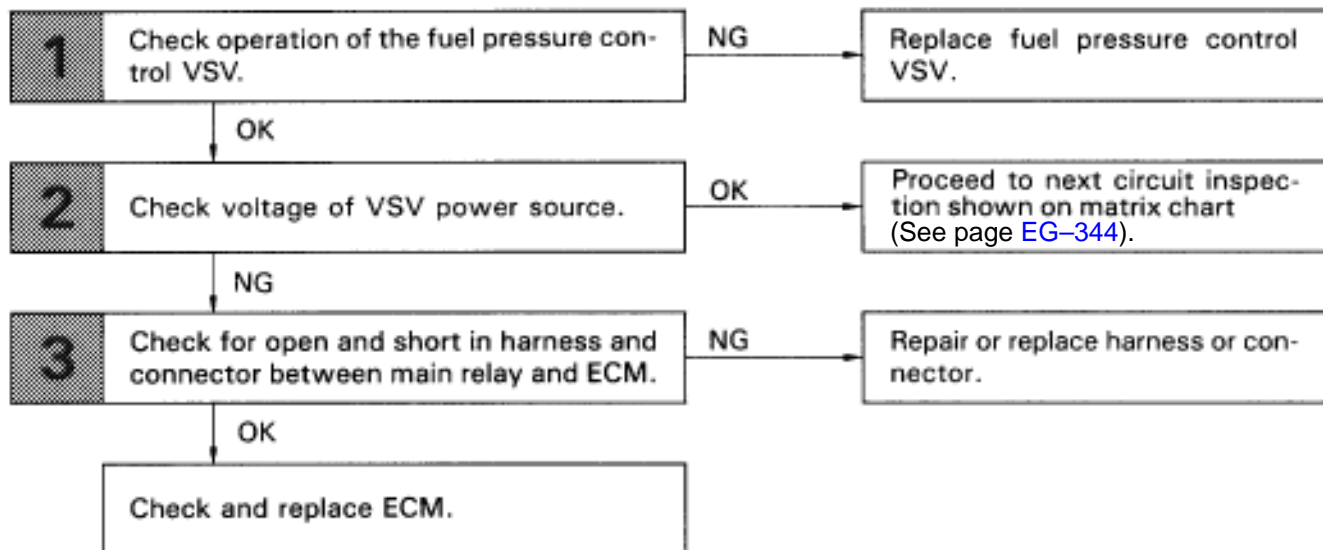 1
Check operation of the fuel pressure con-
trol VSV.
NG
Replace fuel pressure control
VSV.
OK
2
Check voltage of VSV power source.
OK
Proceed to next circuit inspec-
tion shown on matrix chart
(See page EG–344).
NG
3
Check for open and short in harness and
connector between main relay and ECM.
NG
Repair or replace harness or con-
nector.
OK
Check and replace ECM.